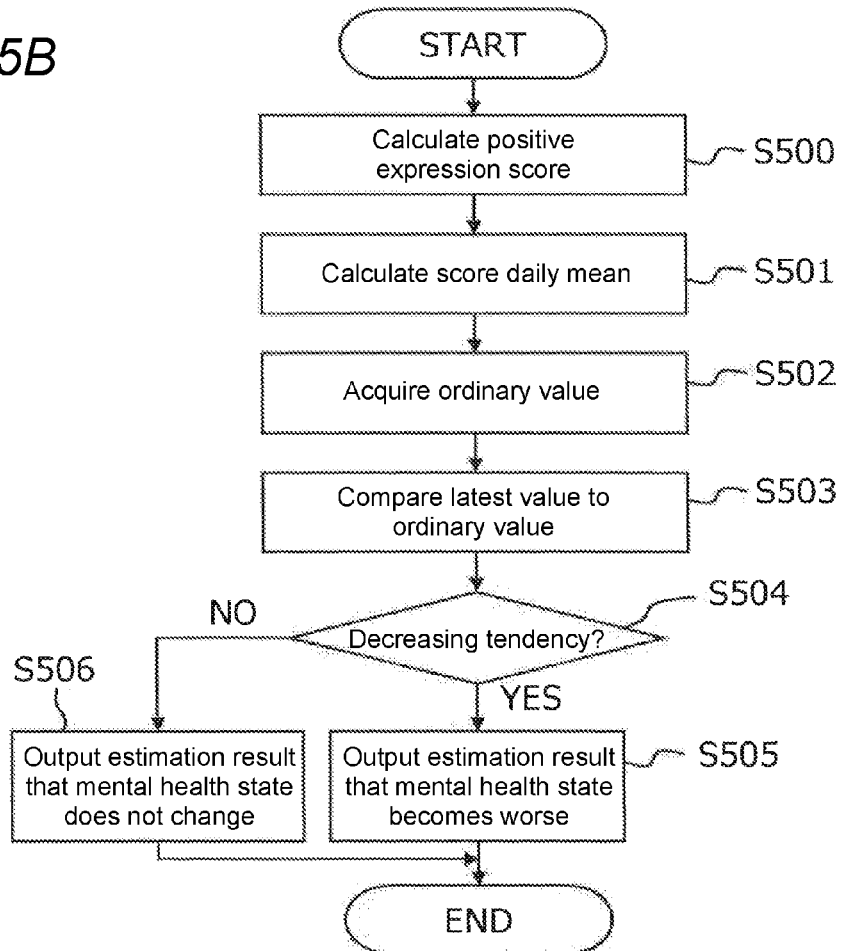 5B
START
Calculate positive
expression score
S500
Calculate score daily mean
S501
Acquire ordinary value
S502
Compare latest value to
ordinary value
S503
Decreasing tendency?
S504
NO
YES
S506
Output estimation result
that mental health state
does not change
Output estimation result
that mental health state
becomes worse
S505
END